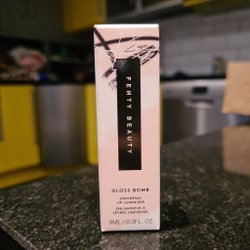 FENTY BEAUTY
GLOSS BOMB
UNIVERSAL
LIP LUMINIZER
ENLUMINEUR À
LÈVRES UNIVERSEL
9ML / 0.3FL. OZ.